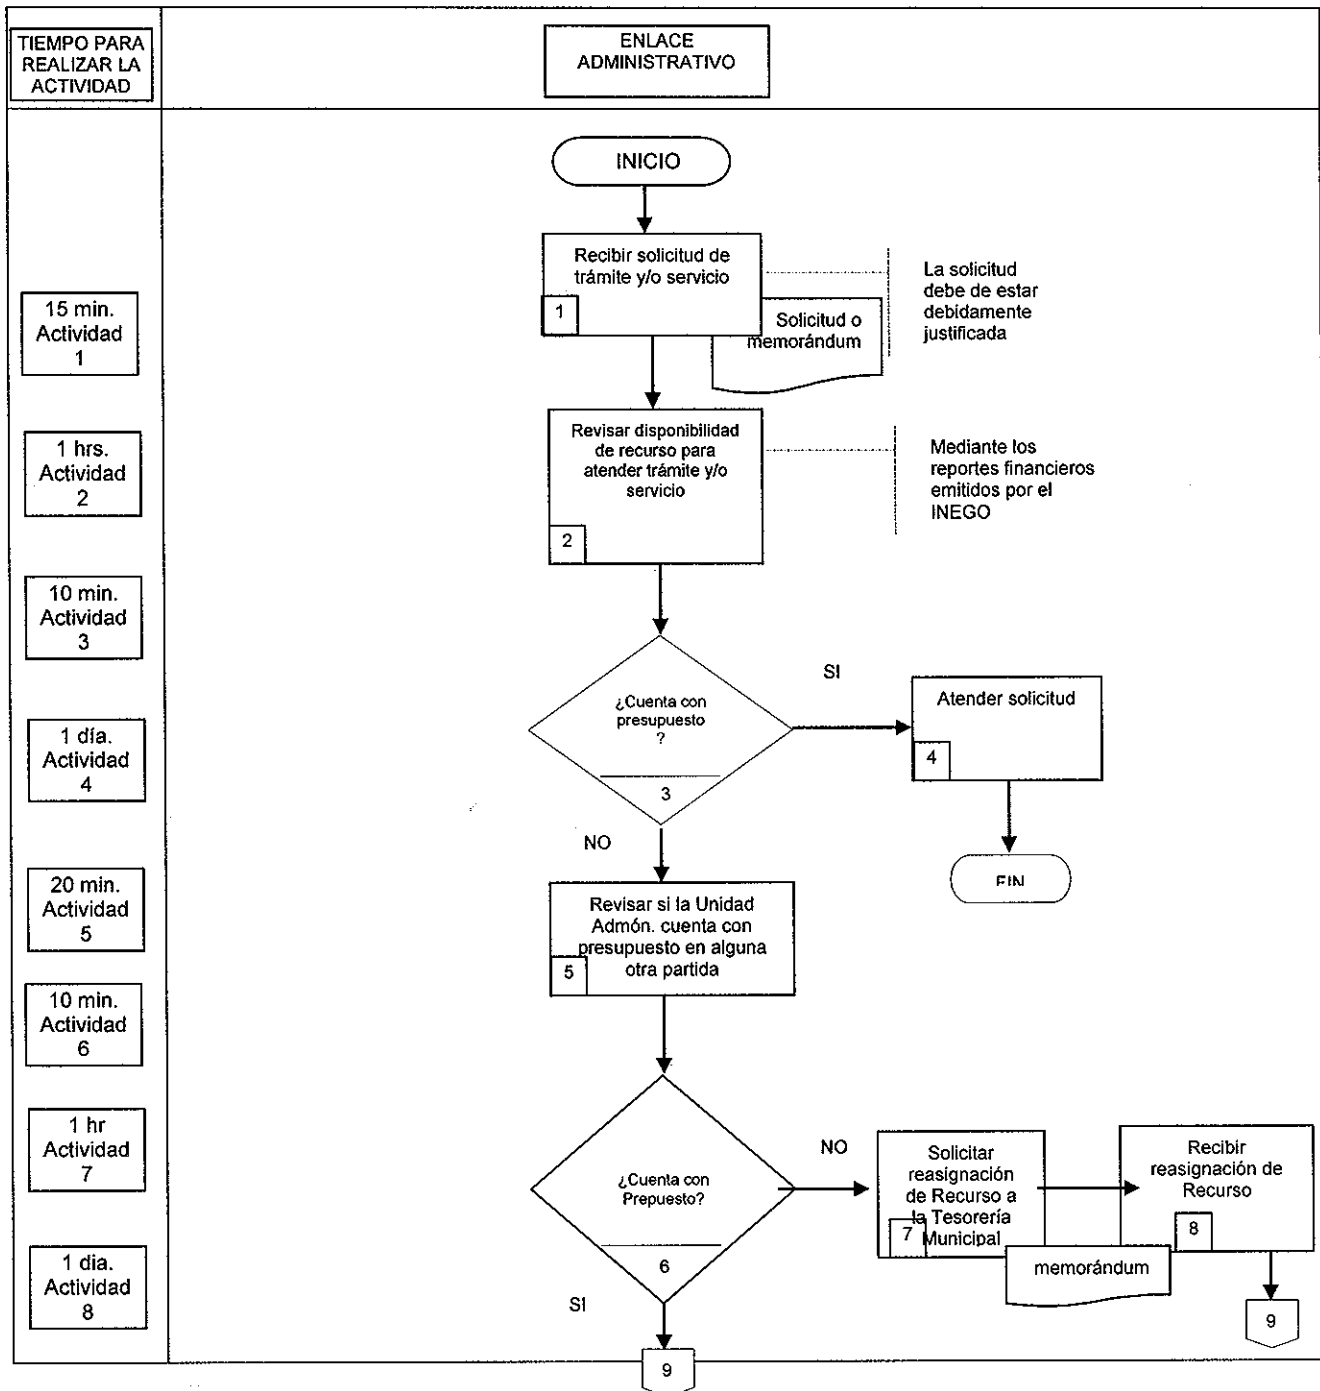 TIEMPO PARA
REALIZAR LA
ACTIVIDAD
ENLACE
ADMINISTRATIVO
INICIO
Recibir solicitud de
trámite y/o servicio
1
Solicitud o
memorándum
La solicitud
debe de estar
debidamente
justificada
15 min.
Actividad
1
Revisar disponibilidad
de recurso para
atender trámite y/o
servicio
2
Mediante los
reportes financieros
emitidos por el
INEGO
1 hrs.
Actividad
2
10 min.
Actividad
3
¿Cuenta con
presupuesto
?
3
SI
Atender solicitud
4
1 día.
Actividad
4
NO
FIN
20 min.
Actividad
5
Revisar si la Unidad
Admón. cuenta con
presupuesto en alguna
otra partida
5
10 min.
Actividad
6
1 hr
Actividad
7
¿Cuenta con
Prepuesto?
6
NO
Solicitar
reasignación
de Recurso a
la Tesorería
Municipal
7
memorándum
Recibir
reasignación de
Recurso
8
1 dia.
Actividad
8
SI
9
9